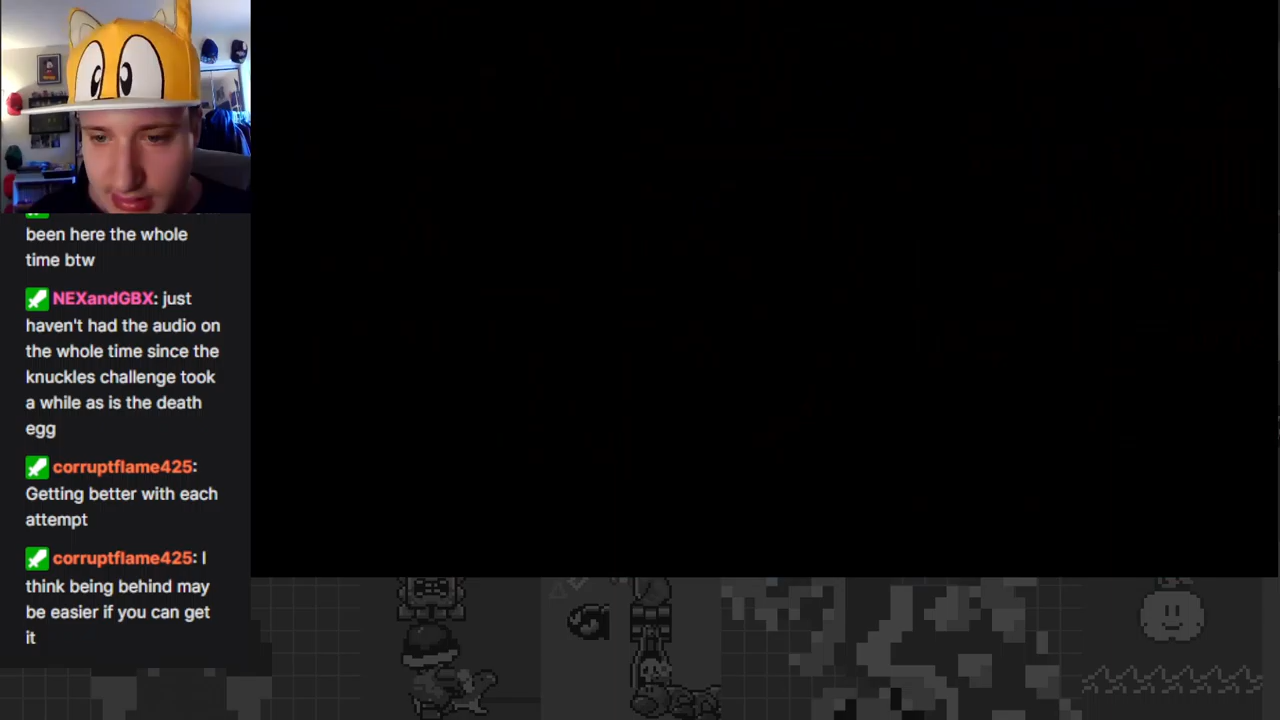 been here the whole
time btw
NEXandGBX: just
haven't had the audio on
the whole time since the
knuckles challenge took
a while as is the death
egg
corruptflame425:
Getting better with each
attempt
corruptflame425: I
think being behind may
be easier if you can get
it